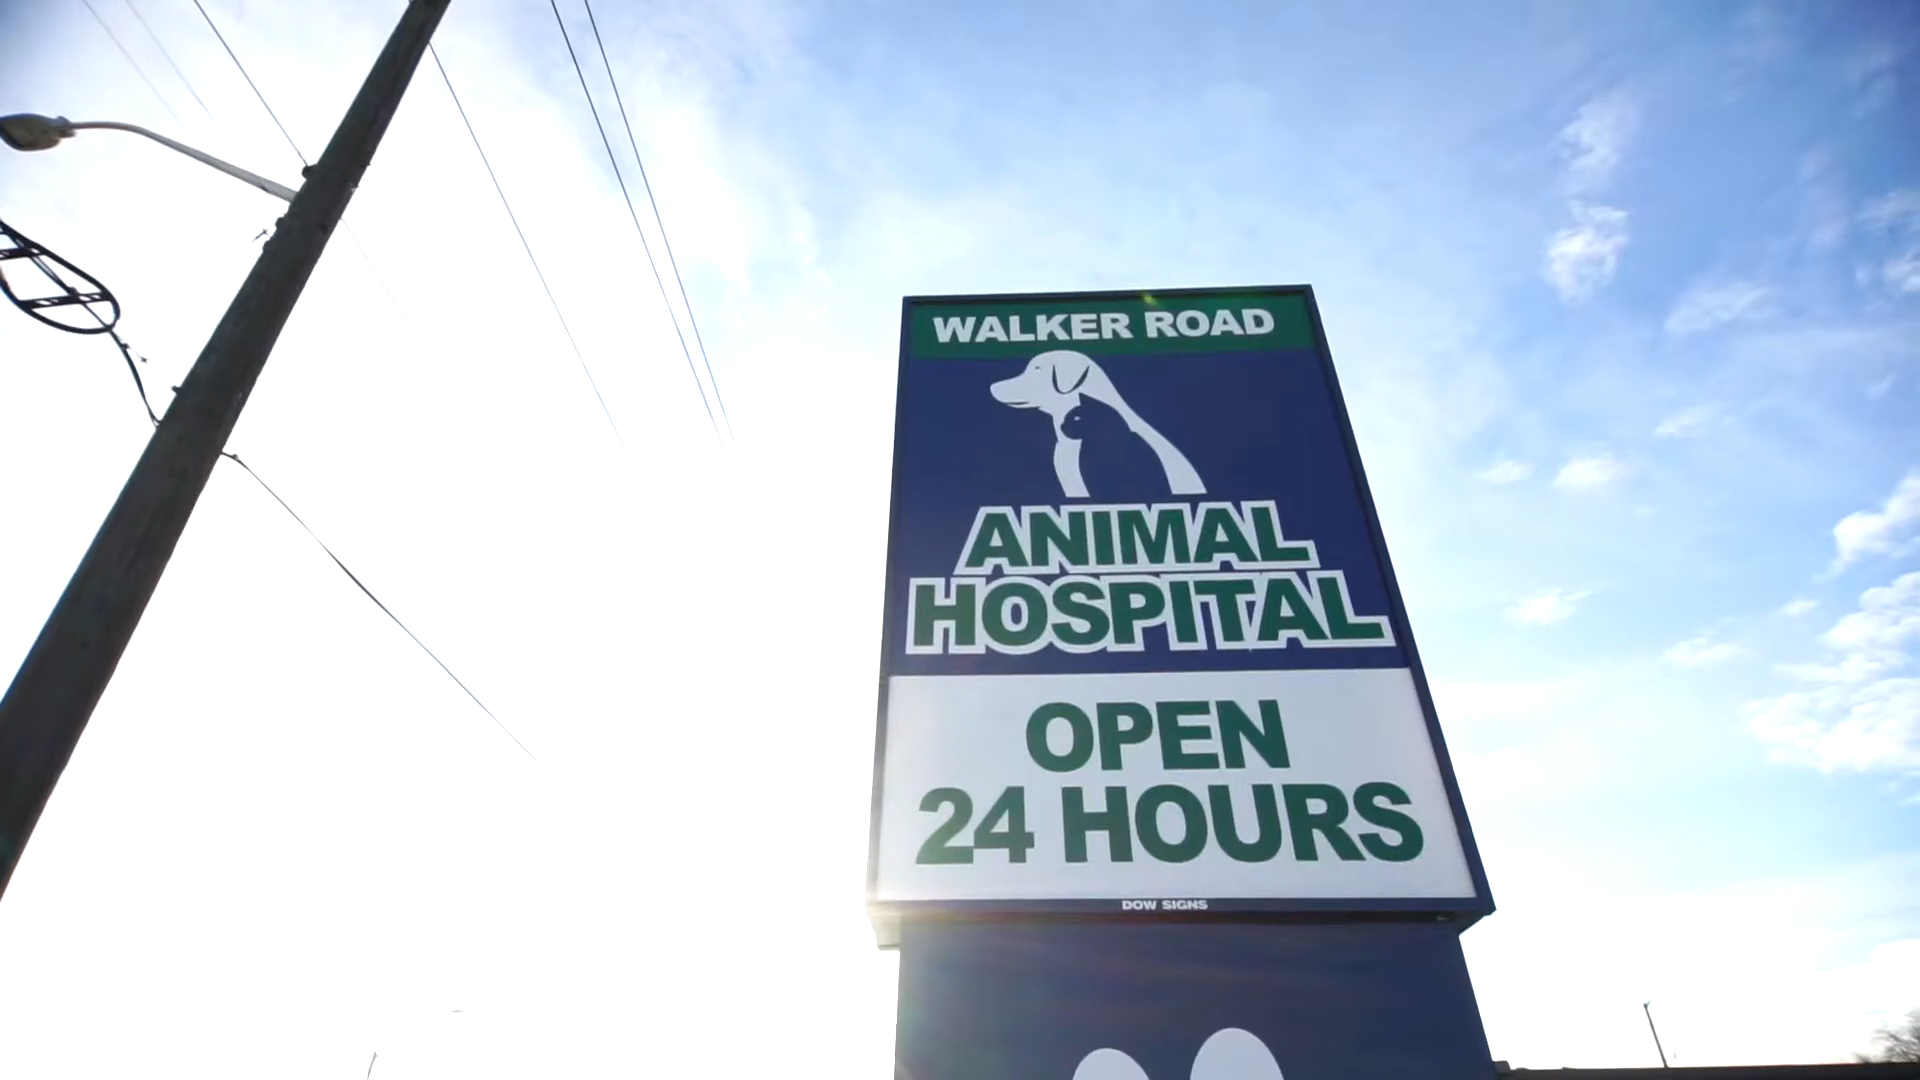 WALKER ROAD
ANIMAL
HOSPITAL
OPEN
24 HOURS
DOW SIGNS